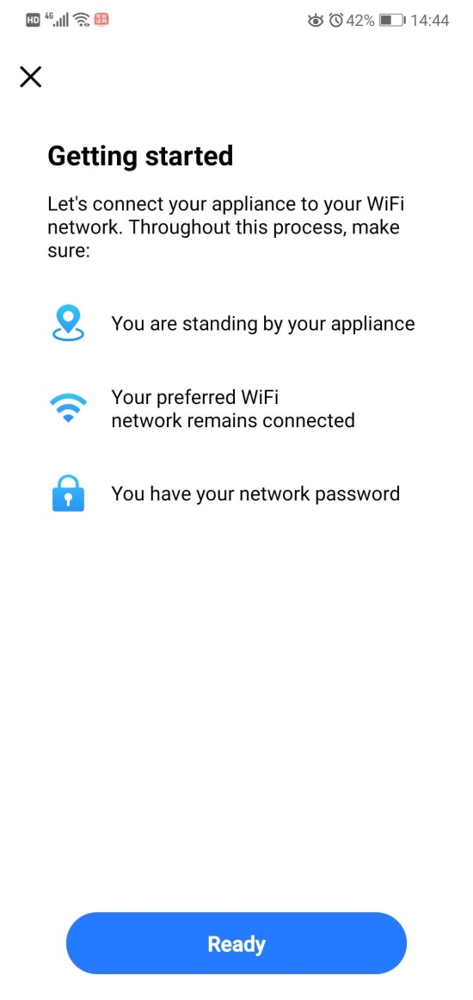 HD 4G 42% 14:44
Getting started
Let's connect your appliance to your WiFi
network. Throughout this process, make
sure:
You are standing by your appliance
Your preferred WiFi
network remains connected
You have your network password
Ready